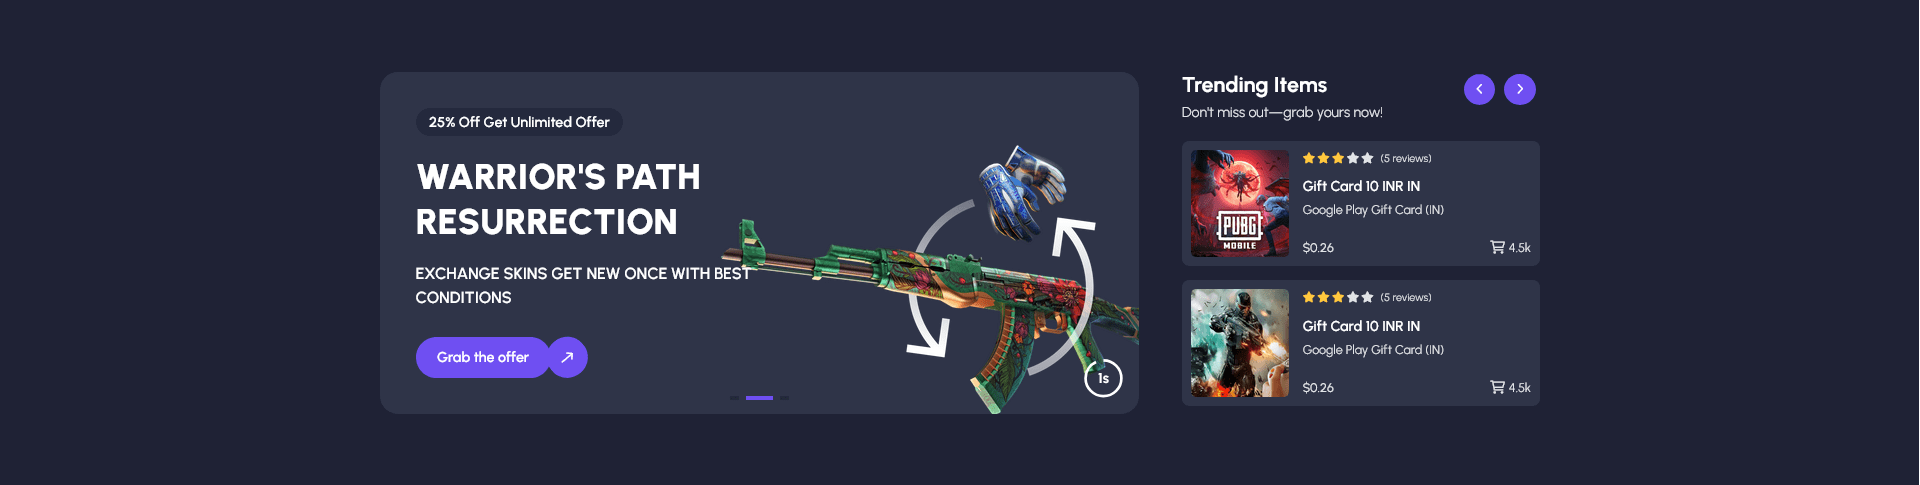 25% Off Get Unlimited Offer
WARRIOR'S PATH
RESURRECTION
EXCHANGE SKINS GET NEW ONCE WITH BEST
CONDITIONS
Grab the offer
1s
Trending Items
Don't miss out—grab yours now!
PUBG
MOBILE
(5 reviews)
Gift Card 10 INR IN
Google Play Gift Card (IN)
$0.26
4.5k
(5 reviews)
Gift Card 10 INR IN
Google Play Gift Card (IN)
$0.26
4.5k